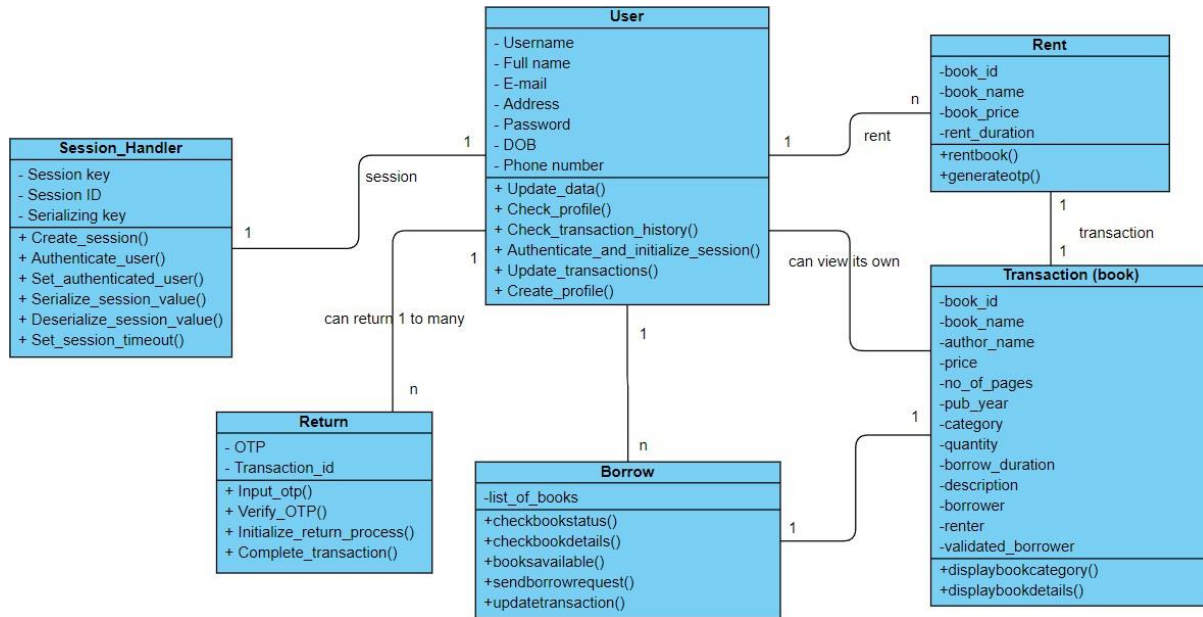 User
- Username
- Full name
- E-mail
- Address
- Password
- DOB
- Phone number
+ Update_data()
+ Check_profile()
+ Check_transaction_history()
+ Authenticate_and_initialize_session()
+ Update_transactions()
+ Create_profile()
Session_Handler
- Session key
- Session ID
- Serializing key
+ Create_session()
+ Authenticate_user()
+ Set_authenticated_user()
+ Serialize_session_value()
+ Deserialize_session_value()
+ Set_session_timeout()
1
session
1
1
rent
n
Rent
-book_id
-book_name
-book_price
-rent_duration
+rentbook()
+generateotp()
1
transaction
1
can view its own
Transaction (book)
-book_id
-book_name
-author_name
-price
-no_of_pages
-pub_year
-category
-quantity
-borrow_duration
-description
-borrower
-renter
-validated_borrower
+displaybookcategory()
+displaybookdetails()
1
can return 1 to many
n
Return
- OTP
- Transaction_id
+ Input_otp()
+ Verify_OTP()
+ Initialize_return_process()
+ Complete_transaction()
1
n
Borrow
-list_of_books
+checkbookstatus()
+checkbookdetails()
+booksavailable()
+sendborrowrequest()
+updatetransaction()
1
1